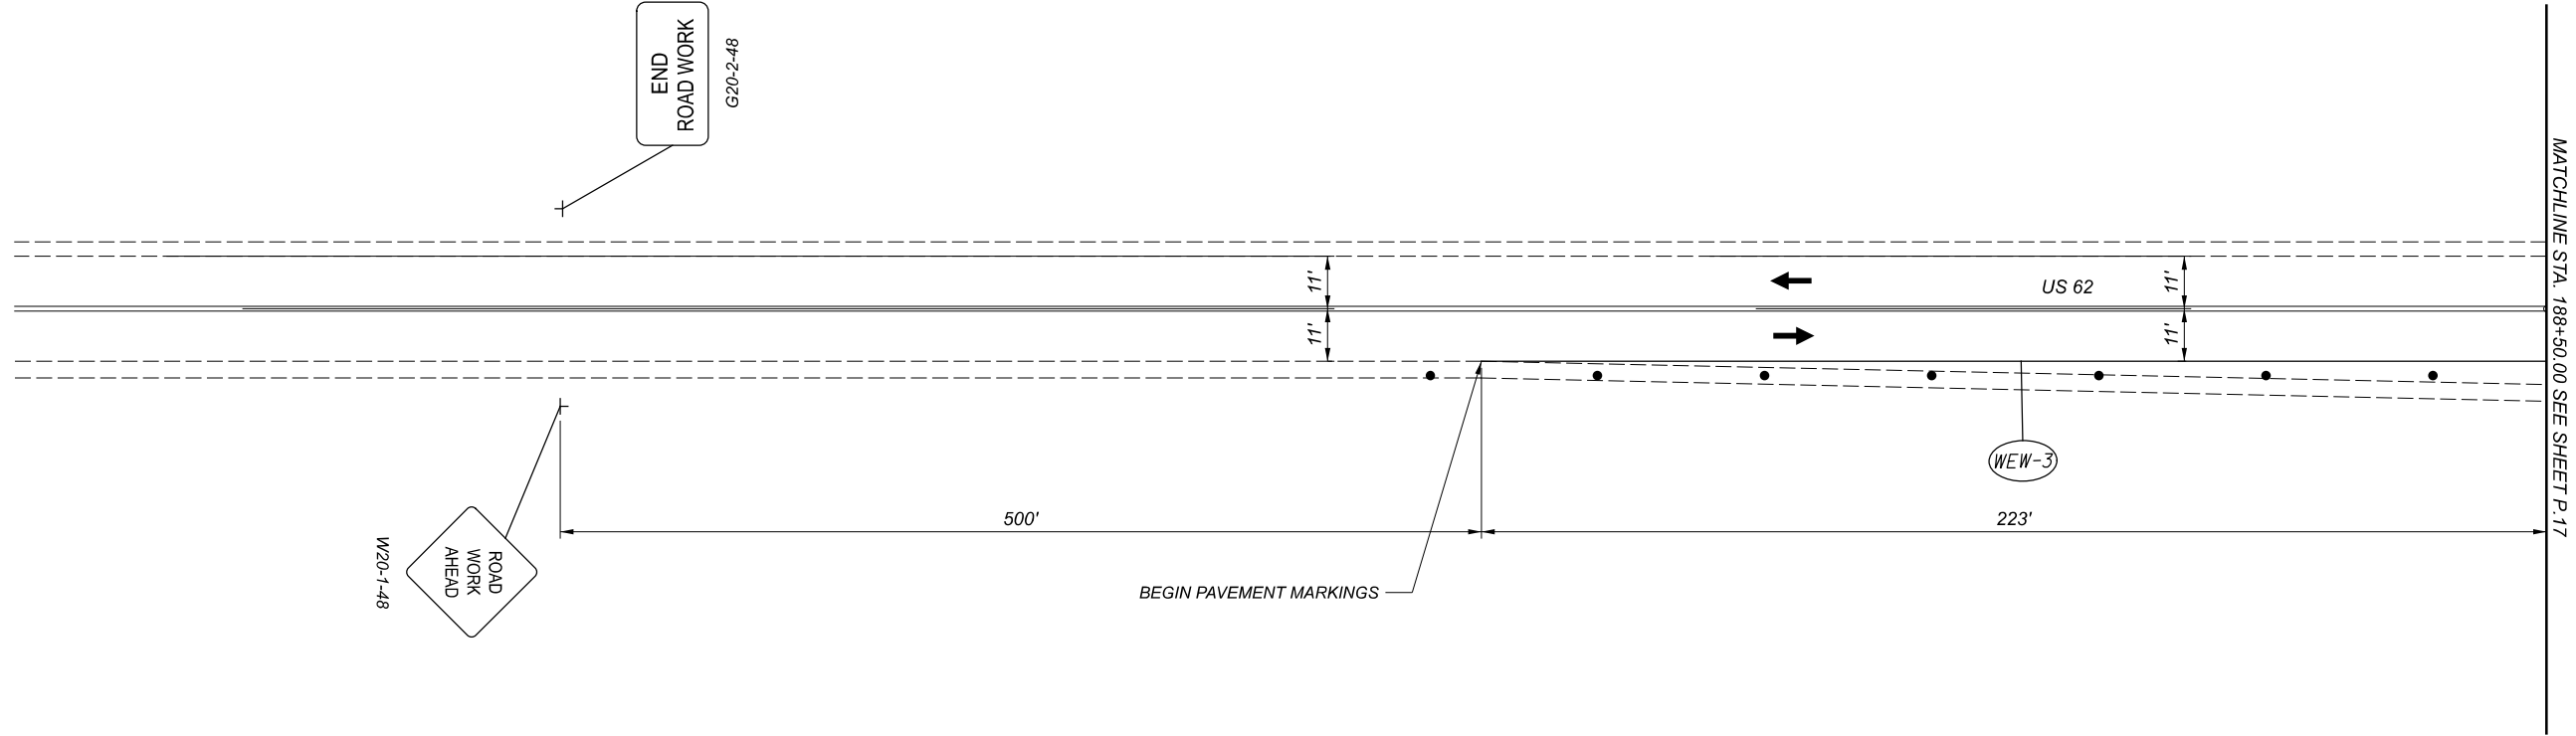 END
ROAD WORK
G20-2-48
11'
11'
US 62
11'
11'
MATCHLINE STA. 188+50.00 SEE SHEET P.17
WEW-3
500'
223'
ROAD
WORK
AHEAD
W20-1-48
BEGIN PAVEMENT MARKINGS